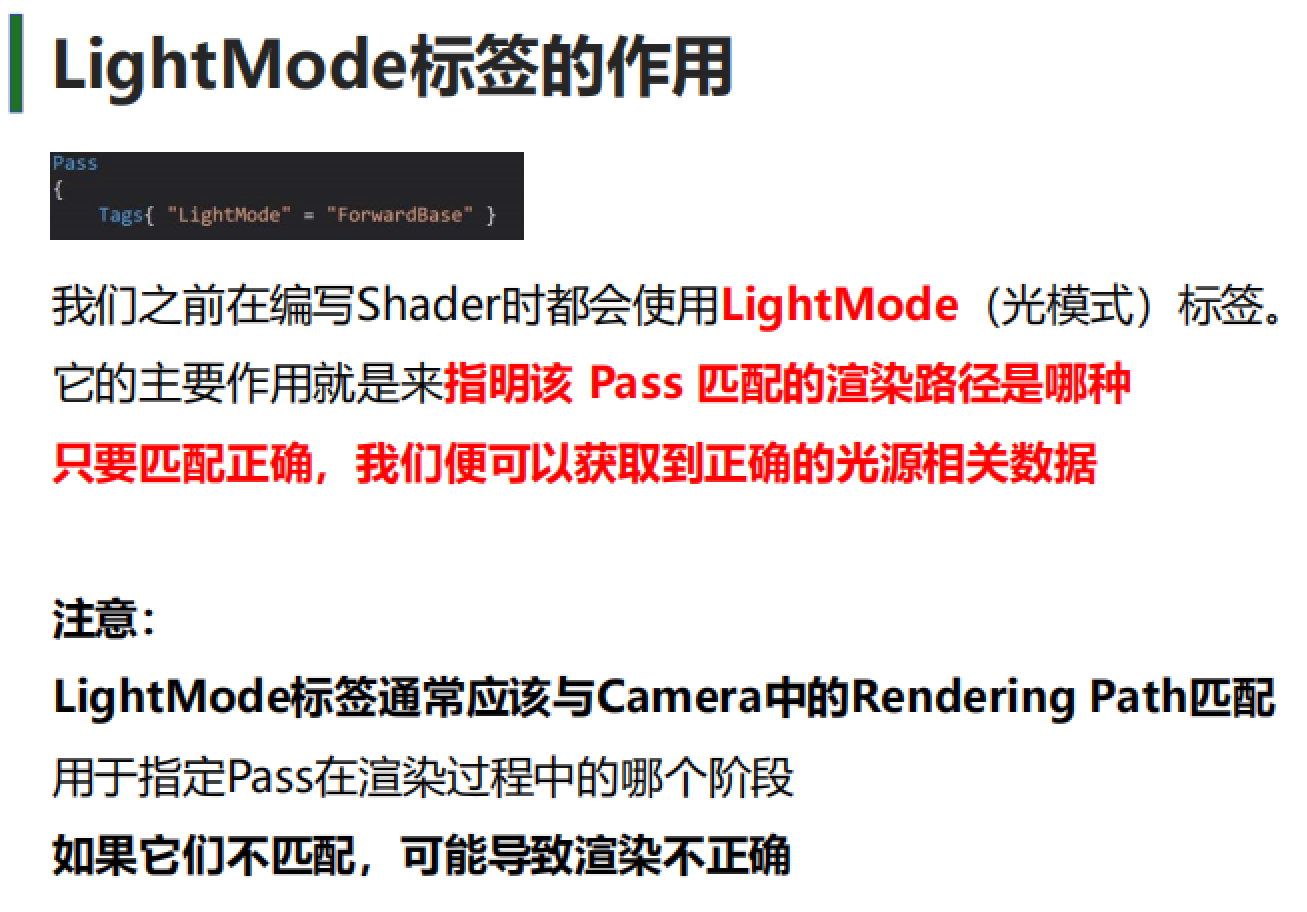 LightMode标签的作用
Pass
{
Tags{ "LightMode" = "ForwardBase" }
我们之前在编写Shader时都会使用LightMode（光模式）标签。
它的主要作用就是来指明该 Pass 匹配的渲染路径是哪种
只要匹配正确，我们便可以获取到正确的光源相关数据
注意：
LightMode标签通常应该与Camera中的Rendering Path匹配
用于指定Pass在渲染过程中的哪个阶段
如果它们不匹配，可能导致渲染不正确